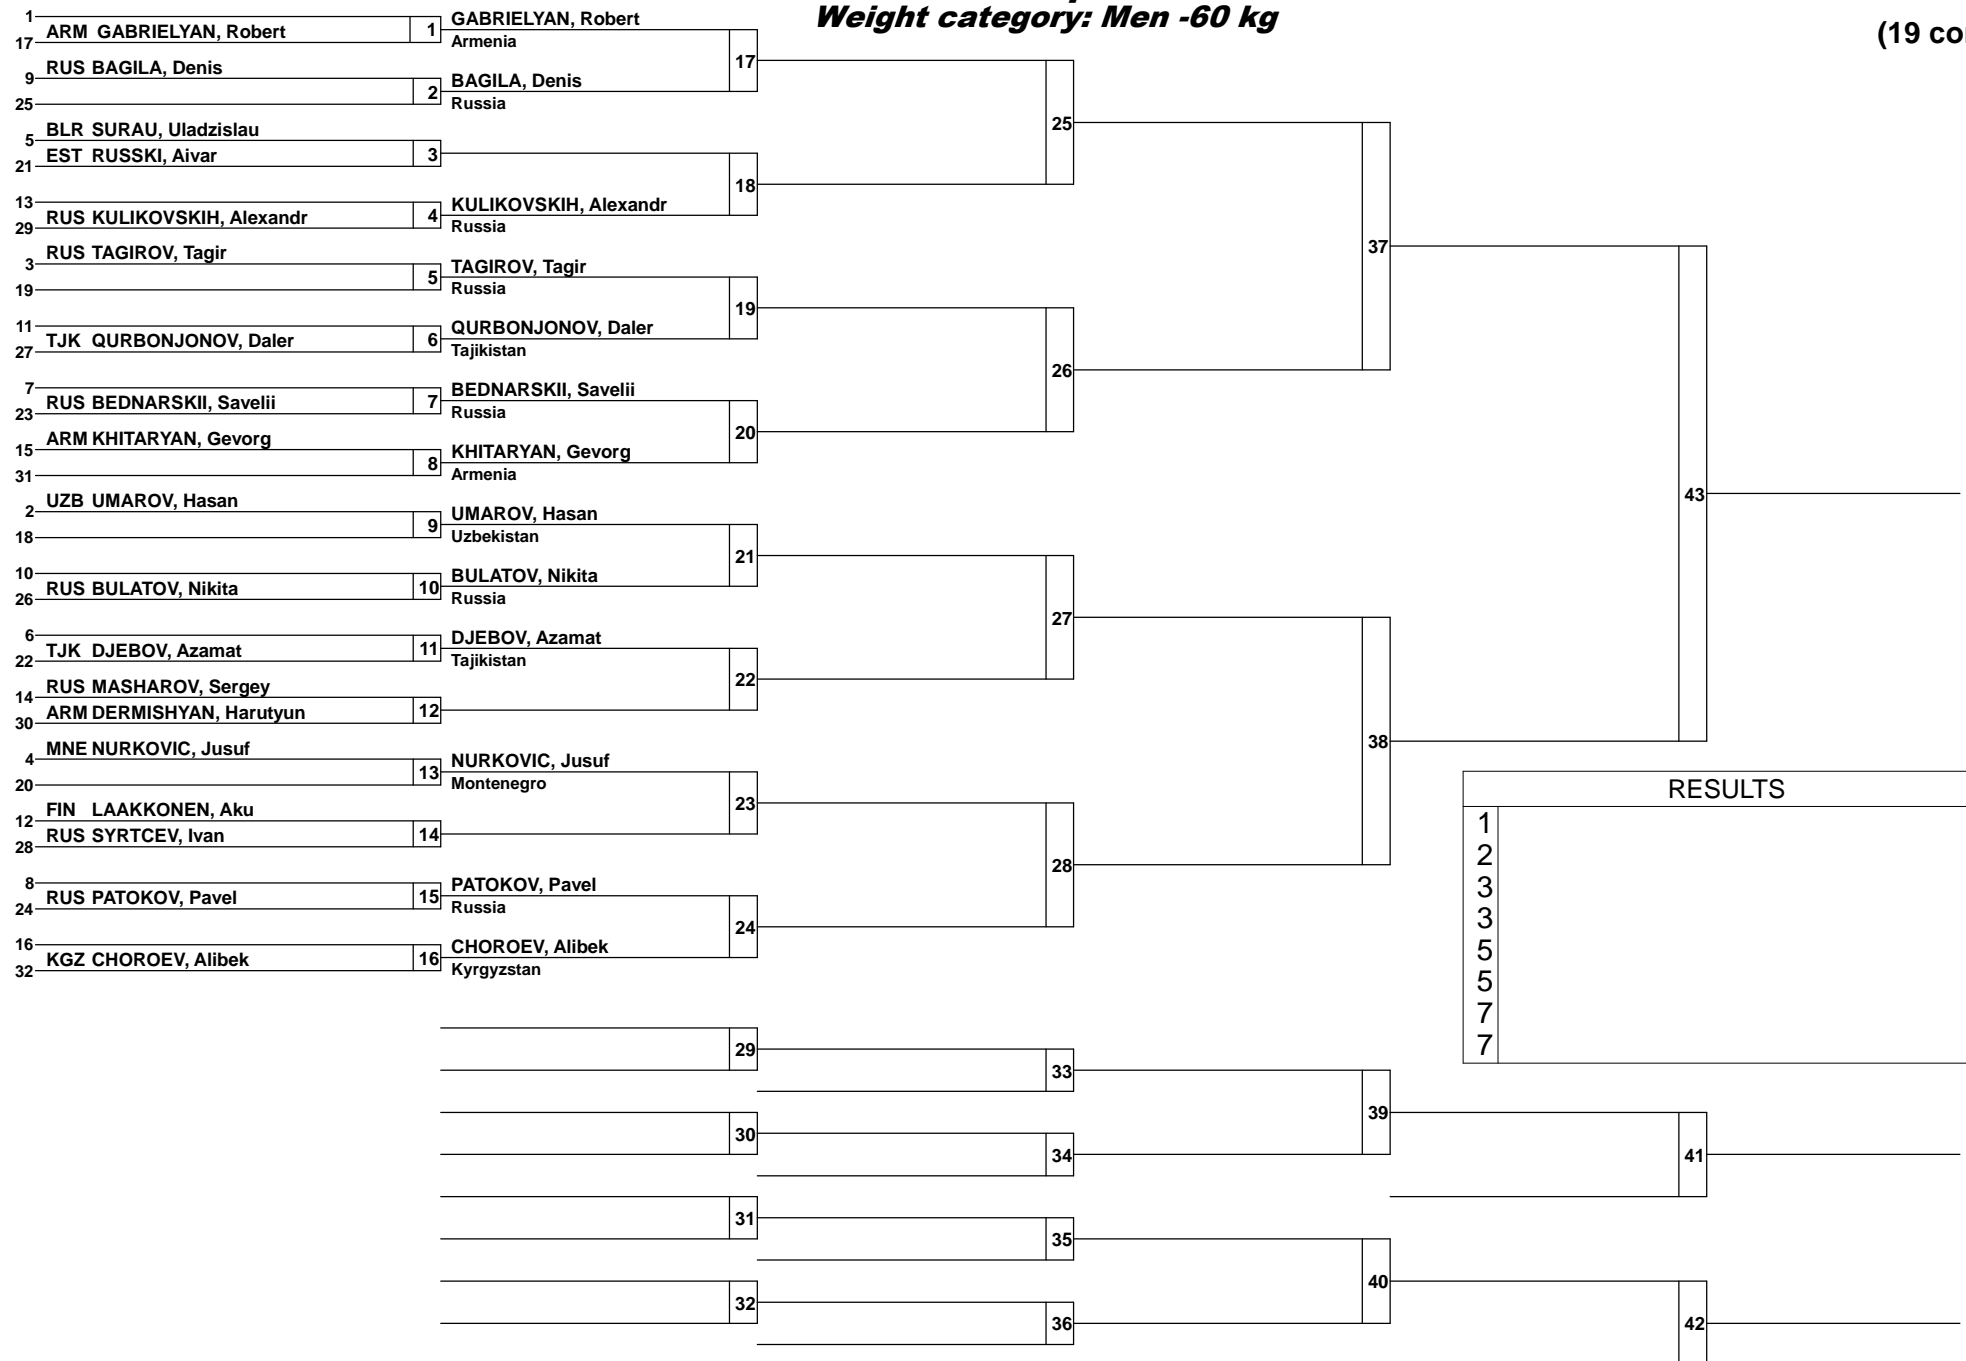 Weight category: Men -60 kg
(19 co
1
ARM GABRIELYAN, Robert
17
1
GABRIELYAN, Robert
Armenia
17
RUS BAGILA, Denis
9
25
2
BAGILA, Denis
Russia
25
BLR SURAU, Uladzislau
5
EST RUSSKI, Aivar
21
3
18
13
RUS KULIKOVSKIH, Alexandr
29
4
KULIKOVSKIH, Alexandr
Russia
37
RUS TAGIROV, Tagir
3
19
5
TAGIROV, Tagir
Russia
19
11
TJK QURBONJONOV, Daler
27
6
QURBONJONOV, Daler
Tajikistan
26
7
RUS BEDNARSKII, Savelii
23
7
BEDNARSKII, Savelii
Russia
20
ARM KHITARYAN, Gevorg
15
31
8
KHITARYAN, Gevorg
Armenia
43
UZB UMAROV, Hasan
2
18
9
UMAROV, Hasan
Uzbekistan
21
10
RUS BULATOV, Nikita
26
10
BULATOV, Nikita
Russia
27
6
TJK DJEBOV, Azamat
22
11
DJEBOV, Azamat
Tajikistan
22
RUS MASHAROV, Sergey
14
ARM DERMISHYAN, Harutyun
30
12
38
MNE NURKOVIC, Jusuf
4
20
13
NURKOVIC, Jusuf
Montenegro
23
FIN LAAKKONEN, Aku
12
RUS SYRTCEV, Ivan
28
14
28
8
RUS PATOKOV, Pavel
24
15
PATOKOV, Pavel
Russia
24
16
KGZ CHOROEV, Alibek
32
16
CHOROEV, Alibek
Kyrgyzstan
RESULTS
1
2
3
3
5
5
7
7
29
33
39
30
34
41
31
35
40
32
36
42